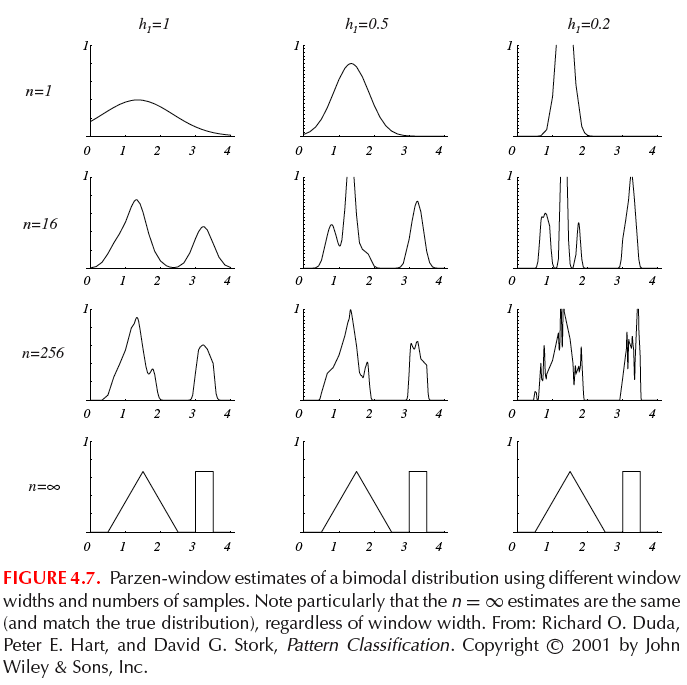 h1=1 h1=0.5 h1=0.2
n=1
1 1 1
0 1 2 3 4 0 1 2 3 4 0 1 2 3 4
n=16
1 1 1
0 1 2 3 4 0 1 2 3 4 0 1 2 3 4
n=256
1 1 1
0 1 2 3 4 0 1 2 3 4 0 1 2 3 4
n=∞
1 1 1
0 1 2 3 4 0 1 2 3 4 0 1 2 3 4
FIGURE 4.7. Parzen-window estimates of a bimodal distribution using different window
widths and numbers of samples. Note particularly that the n = ∞ estimates are the same
(and match the true distribution), regardless of window width. From: Richard O. Duda,
Peter E. Hart, and David G. Stork, Pattern Classification. Copyright © 2001 by John
Wiley & Sons, Inc.